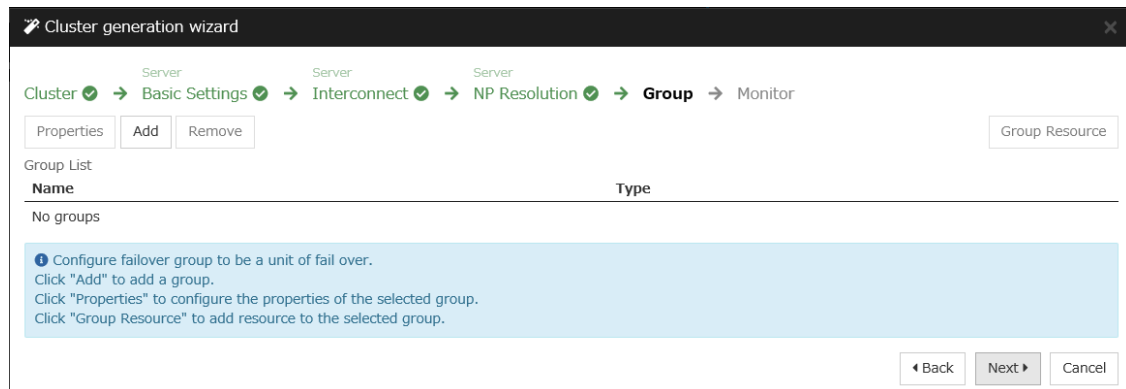 Cluster generation wizard
Server Server Server
Cluster → Basic Settings → Interconnect → NP Resolution → Group → Monitor
Properties Add Remove Group Resource
Group List
Name Type
No groups
Configure failover group to be a unit of fail over.
Click "Add" to add a group.
Click "Properties" to configure the properties of the selected group.
Click "Group Resource" to add resource to the selected group.
Back Next Cancel